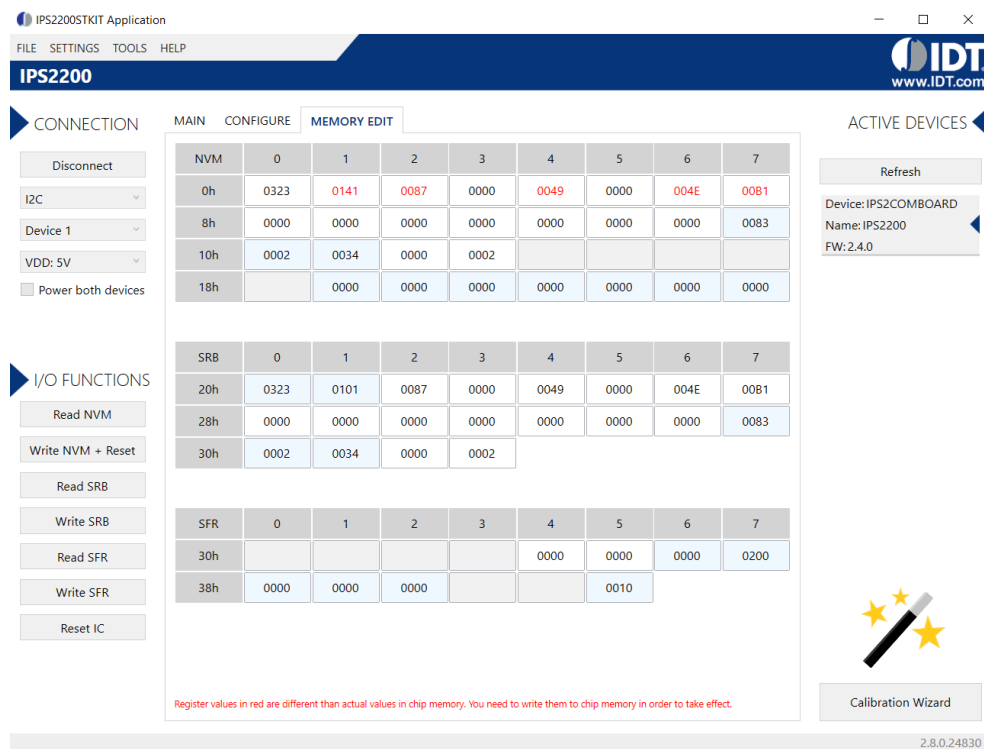 IPS2200STKIT Application
FILE SETTINGS TOOLS HELP
IPS2200
IDT
www.IDT.com
CONNECTION
Disconnect
I2C
Device 1
VDD: 5V
Power both devices
I/O FUNCTIONS
Read NVM
Write NVM + Reset
Read SRB
Write SRB
Read SFR
Write SFR
Reset IC
MAIN CONFIGURE MEMORY EDIT
NVM 0 1 2 3 4 5 6 7
0h 0323 0141 0087 0000 0049 0000 004E 00B1
8h 0000 0000 0000 0000 0000 0000 0000 0083
10h 0002 0034 0000 0002
18h 0000 0000 0000 0000 0000 0000 0000
SRB 0 1 2 3 4 5 6 7
20h 0323 0101 0087 0000 0049 0000 004E 00B1
28h 0000 0000 0000 0000 0000 0000 0000 0083
30h 0002 0034 0000 0002
SFR 0 1 2 3 4 5 6 7
30h 0000 0000 0000 0200
38h 0000 0000 0000 0010
Register values in red are different than actual values in chip memory. You need to write them to chip memory in order to take effect.
ACTIVE DEVICES
Refresh
Device: IPS2COMBOARD
Name: IPS2200
FW: 2.4.0
Calibration Wizard
2.8.0.24830